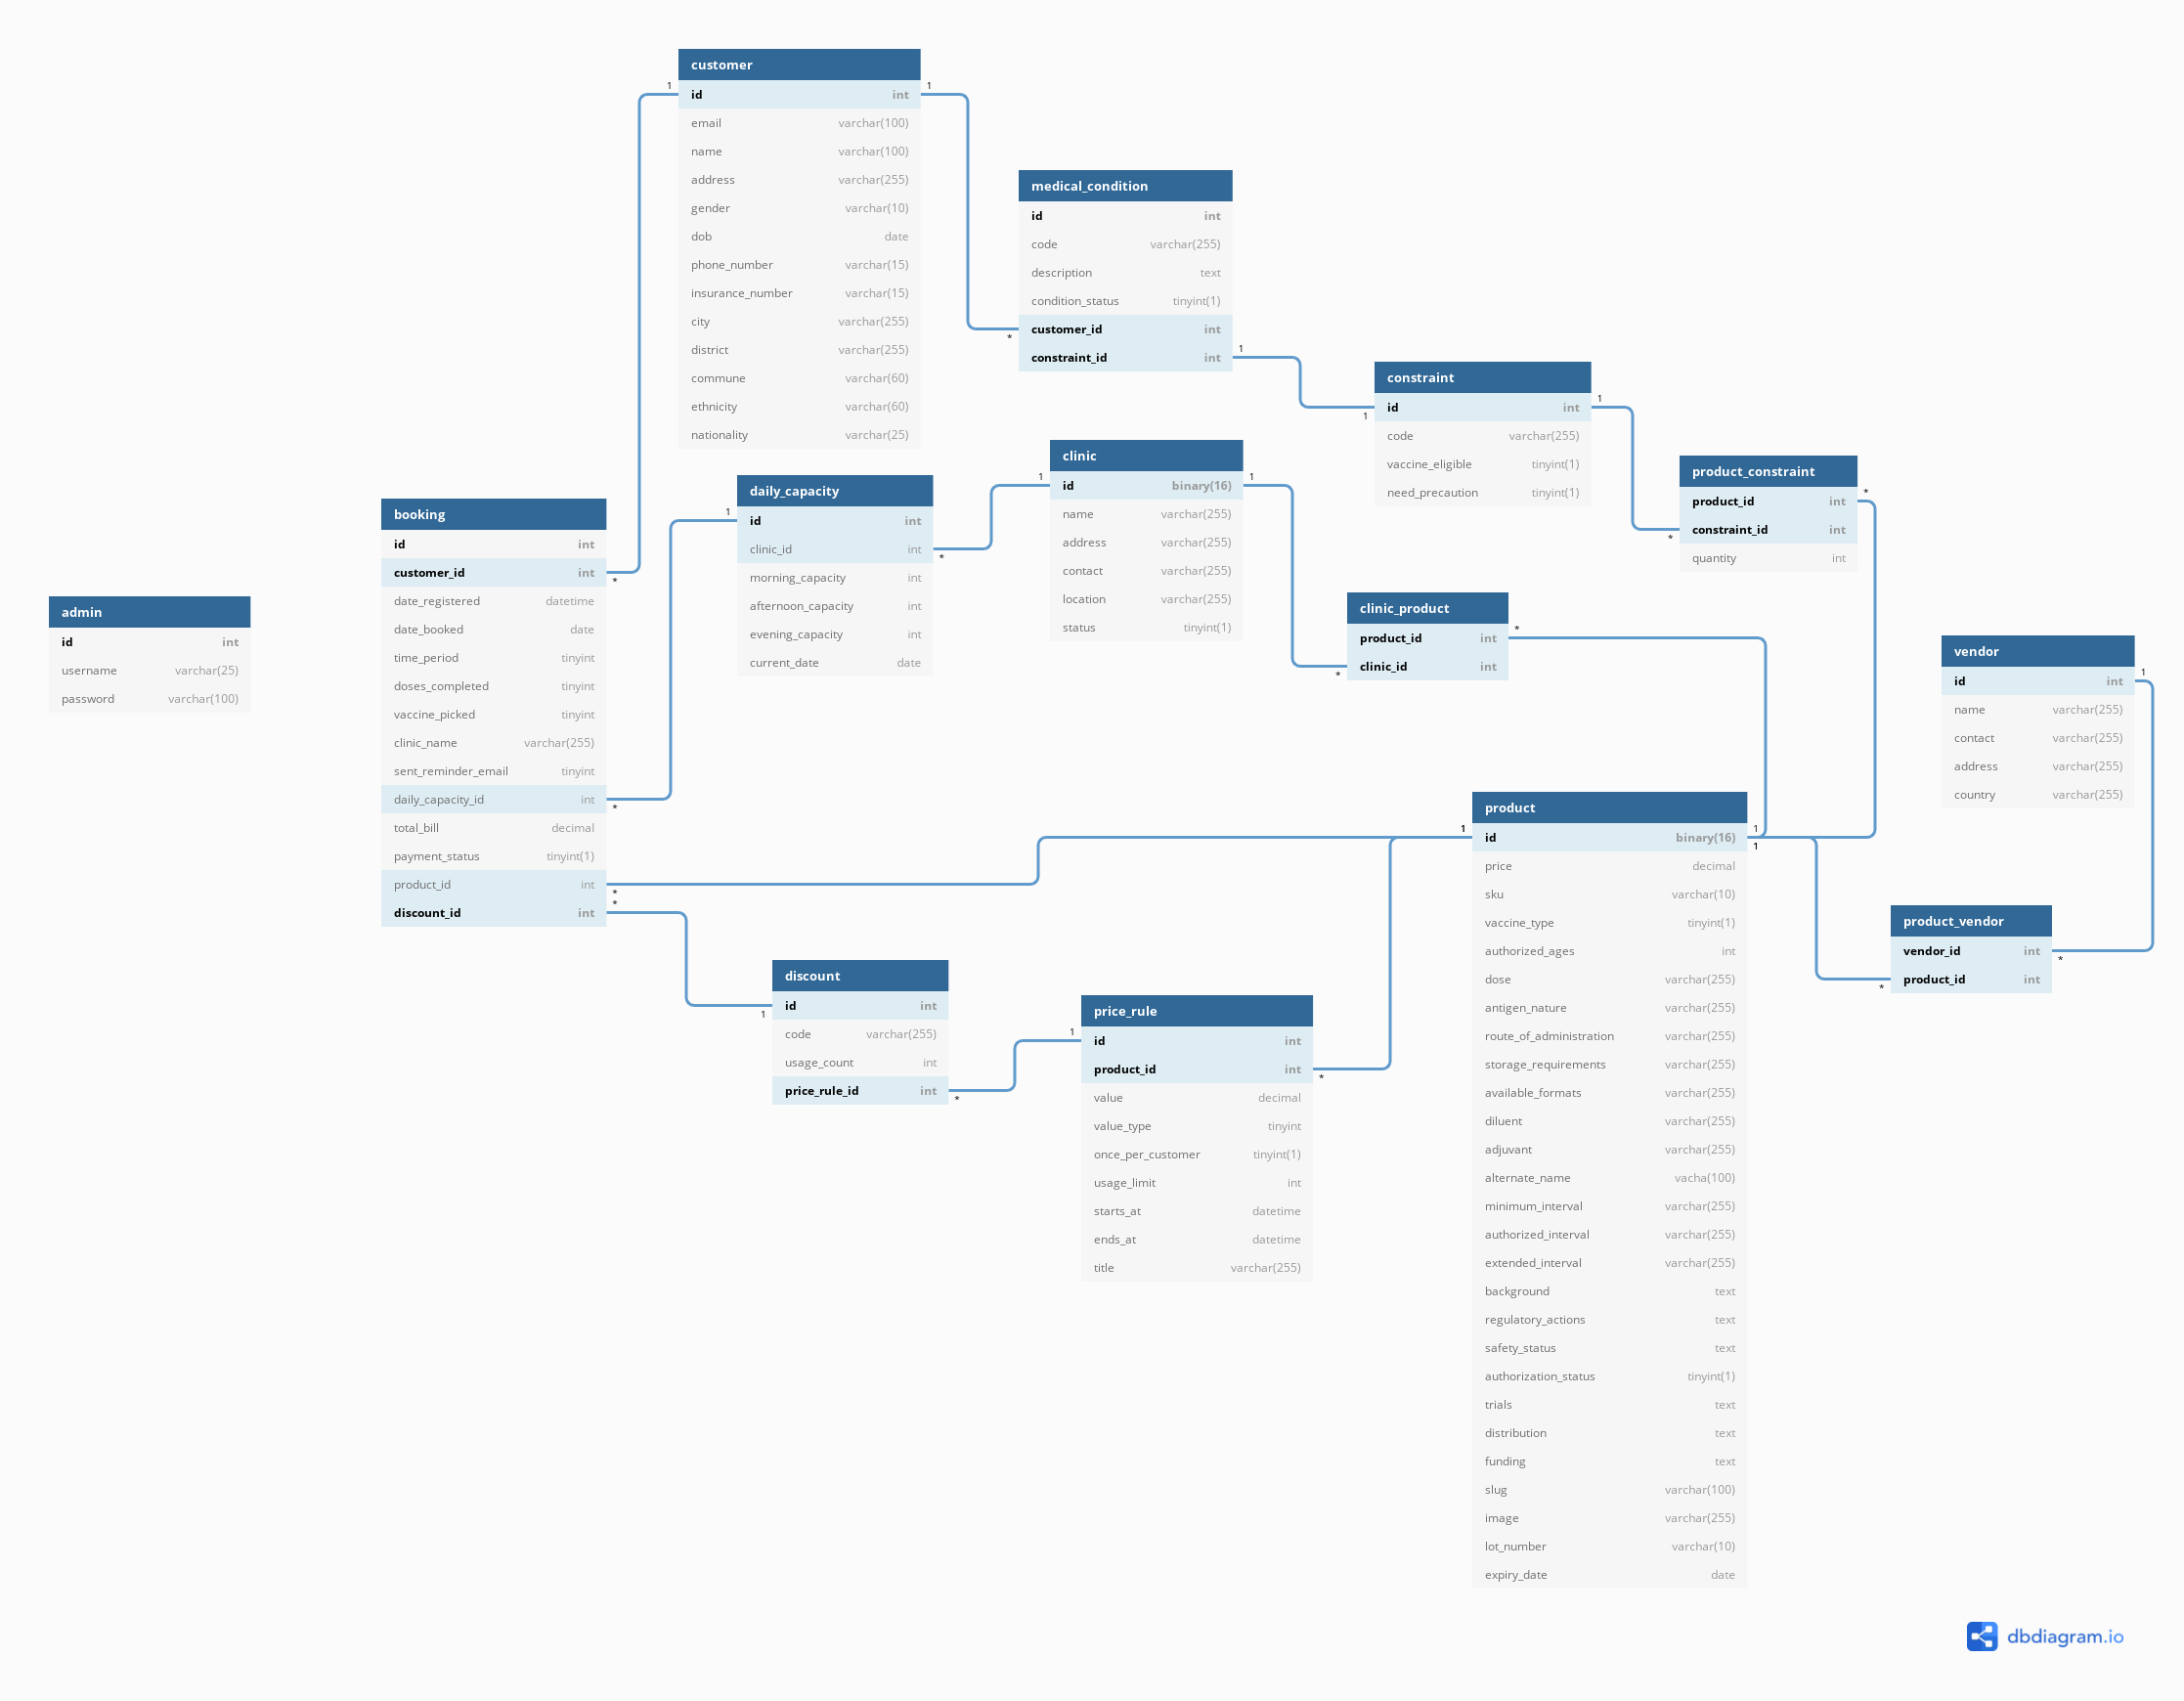 customer
1 id int 1
email varchar(100)
name varchar(100)
address varchar(255)
gender varchar(10)
dob date
phone_number varchar(15)
insurance_number varchar(15)
city varchar(255)
district varchar(255)
commune varchar(60)
ethnicity varchar(60)
nationality varchar(25)
medical_condition
id int
code varchar(255)
description text
condition_status tinyint(1)
* customer_id int
constraint_id int 1
constraint
1 id int 1
code varchar(255)
vaccine_eligible tinyint(1)
need_precaution tinyint(1)
product_constraint
product_id int *
* constraint_id int
quantity int
clinic
1 id binary(16) 1
name varchar(255)
address varchar(255)
contact varchar(255)
location varchar(255)
status tinyint(1)
daily_capacity
1 id int
clinic_id int *
morning_capacity int
afternoon_capacity int
evening_capacity int
current_date date
booking
id int
customer_id int *
date_registered datetime
date_booked date
time_period tinyint
doses_completed tinyint
vaccine_picked tinyint
clinic_name varchar(255)
sent_reminder_email tinyint
daily_capacity_id int *
total_bill decimal
payment_status tinyint(1)
product_id int *
discount_id int *
admin
id int
username varchar(25)
password varchar(100)
clinic_product
product_id int *
* clinic_id int
vendor
id int 1
name varchar(255)
contact varchar(255)
address varchar(255)
country varchar(255)
product
1 id binary(16) 1
1
price decimal
sku varchar(10)
vaccine_type tinyint(1)
authorized_ages int
dose varchar(255)
antigen_nature varchar(255)
route_of_administration varchar(255)
storage_requirements varchar(255)
available_formats varchar(255)
diluent varchar(255)
adjuvant varchar(255)
alternate_name vacha(100)
minimum_interval varchar(255)
authorized_interval varchar(255)
extended_interval varchar(255)
background text
regulatory_actions text
safety_status text
authorization_status tinyint(1)
trials text
distribution text
funding text
slug varchar(100)
image varchar(255)
lot_number varchar(10)
expiry_date date
product_vendor
vendor_id int *
* product_id int
discount
1 id int
code varchar(255)
usage_count int
price_rule_id int *
price_rule
1 id int
product_id int *
value decimal
value_type tinyint
once_per_customer tinyint(1)
usage_limit int
starts_at datetime
ends_at datetime
title varchar(255)
dbdiagram.io